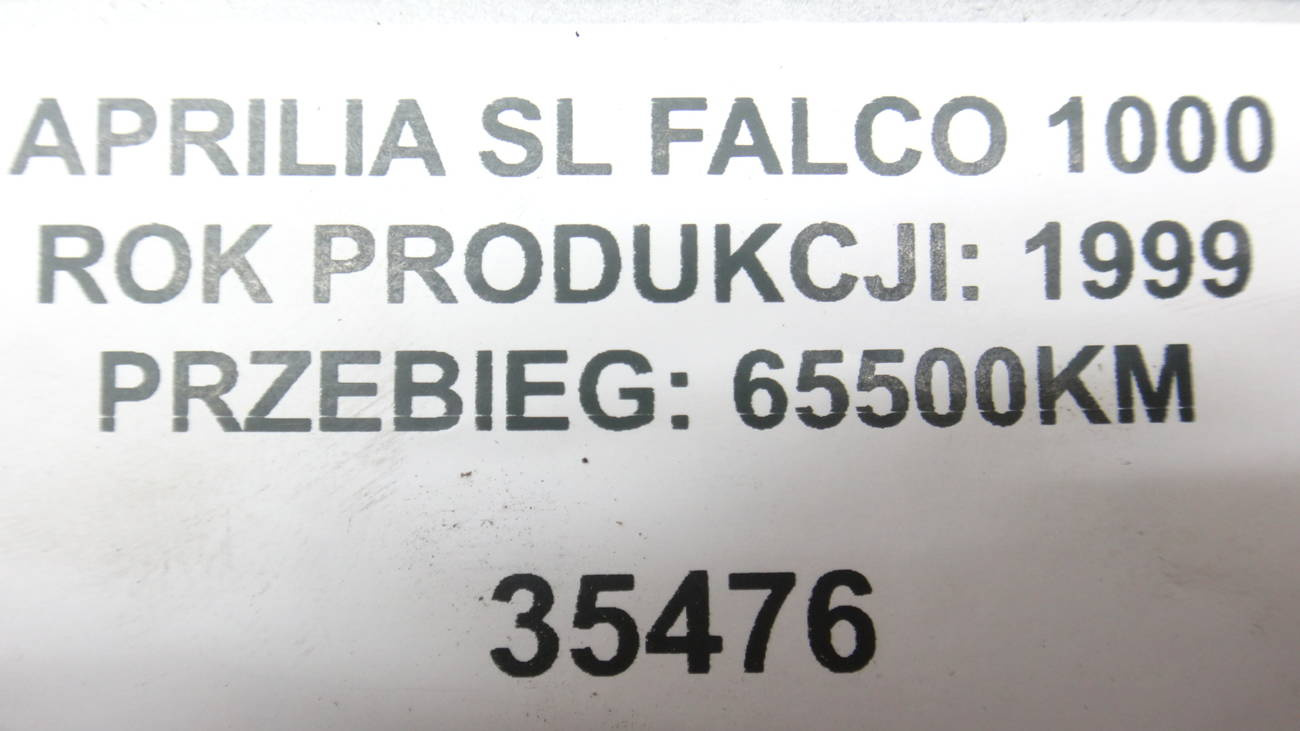 APRILIA SL FALCO 1000
ROK PRODUKCJI: 1999
PRZEBIEG: 65500KM
35476